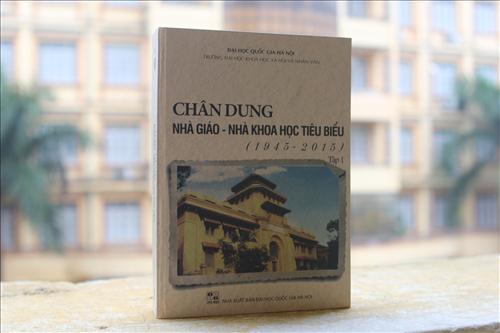 ĐẠI HỌC QUỐC GIA HÀ NỘI
TRƯỜNG ĐẠI HỌC KHOA HỌC XÃ HỘI VÀ NHÂN VĂN
CHÂN DUNG
NHÀ GIÁO - NHÀ KHOA HỌC TIÊU BIỂU
(1945-2015)
Tập 1
NHÀ XUẤT BẢN ĐẠI HỌC QUỐC GIA HÀ NỘI